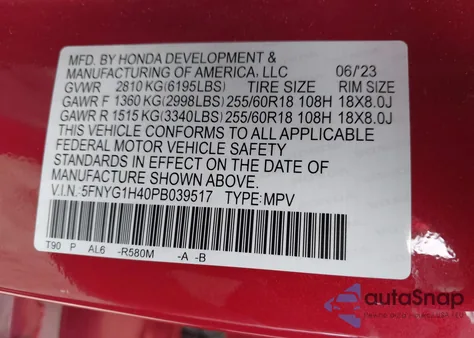 MFD. BY HONDA DEVELOPMENT &
MANUFACTURING OF AMERICA, LLC 06/'23
GVWR 2810 KG(6195LBS) TIRE SIZE RIM SIZE
GAWR F 1360 KG(2998LBS) 255/60R18 108H 18X8.0J
GAWR R 1515 KG(3340LBS) 255/60R18 108H 18X8.0J
THIS VEHICLE CONFORMS TO ALL APPLICABLE
FEDERAL MOTOR VEHICLE SAFETY
STANDARDS IN EFFECT ON THE DATE OF
MANUFACTURE SHOWN ABOVE.
V.I.N.:5FNYG1H40PB039517 TYPE:MPV
T90 P AL6 -R580M -A -B
autoSnap